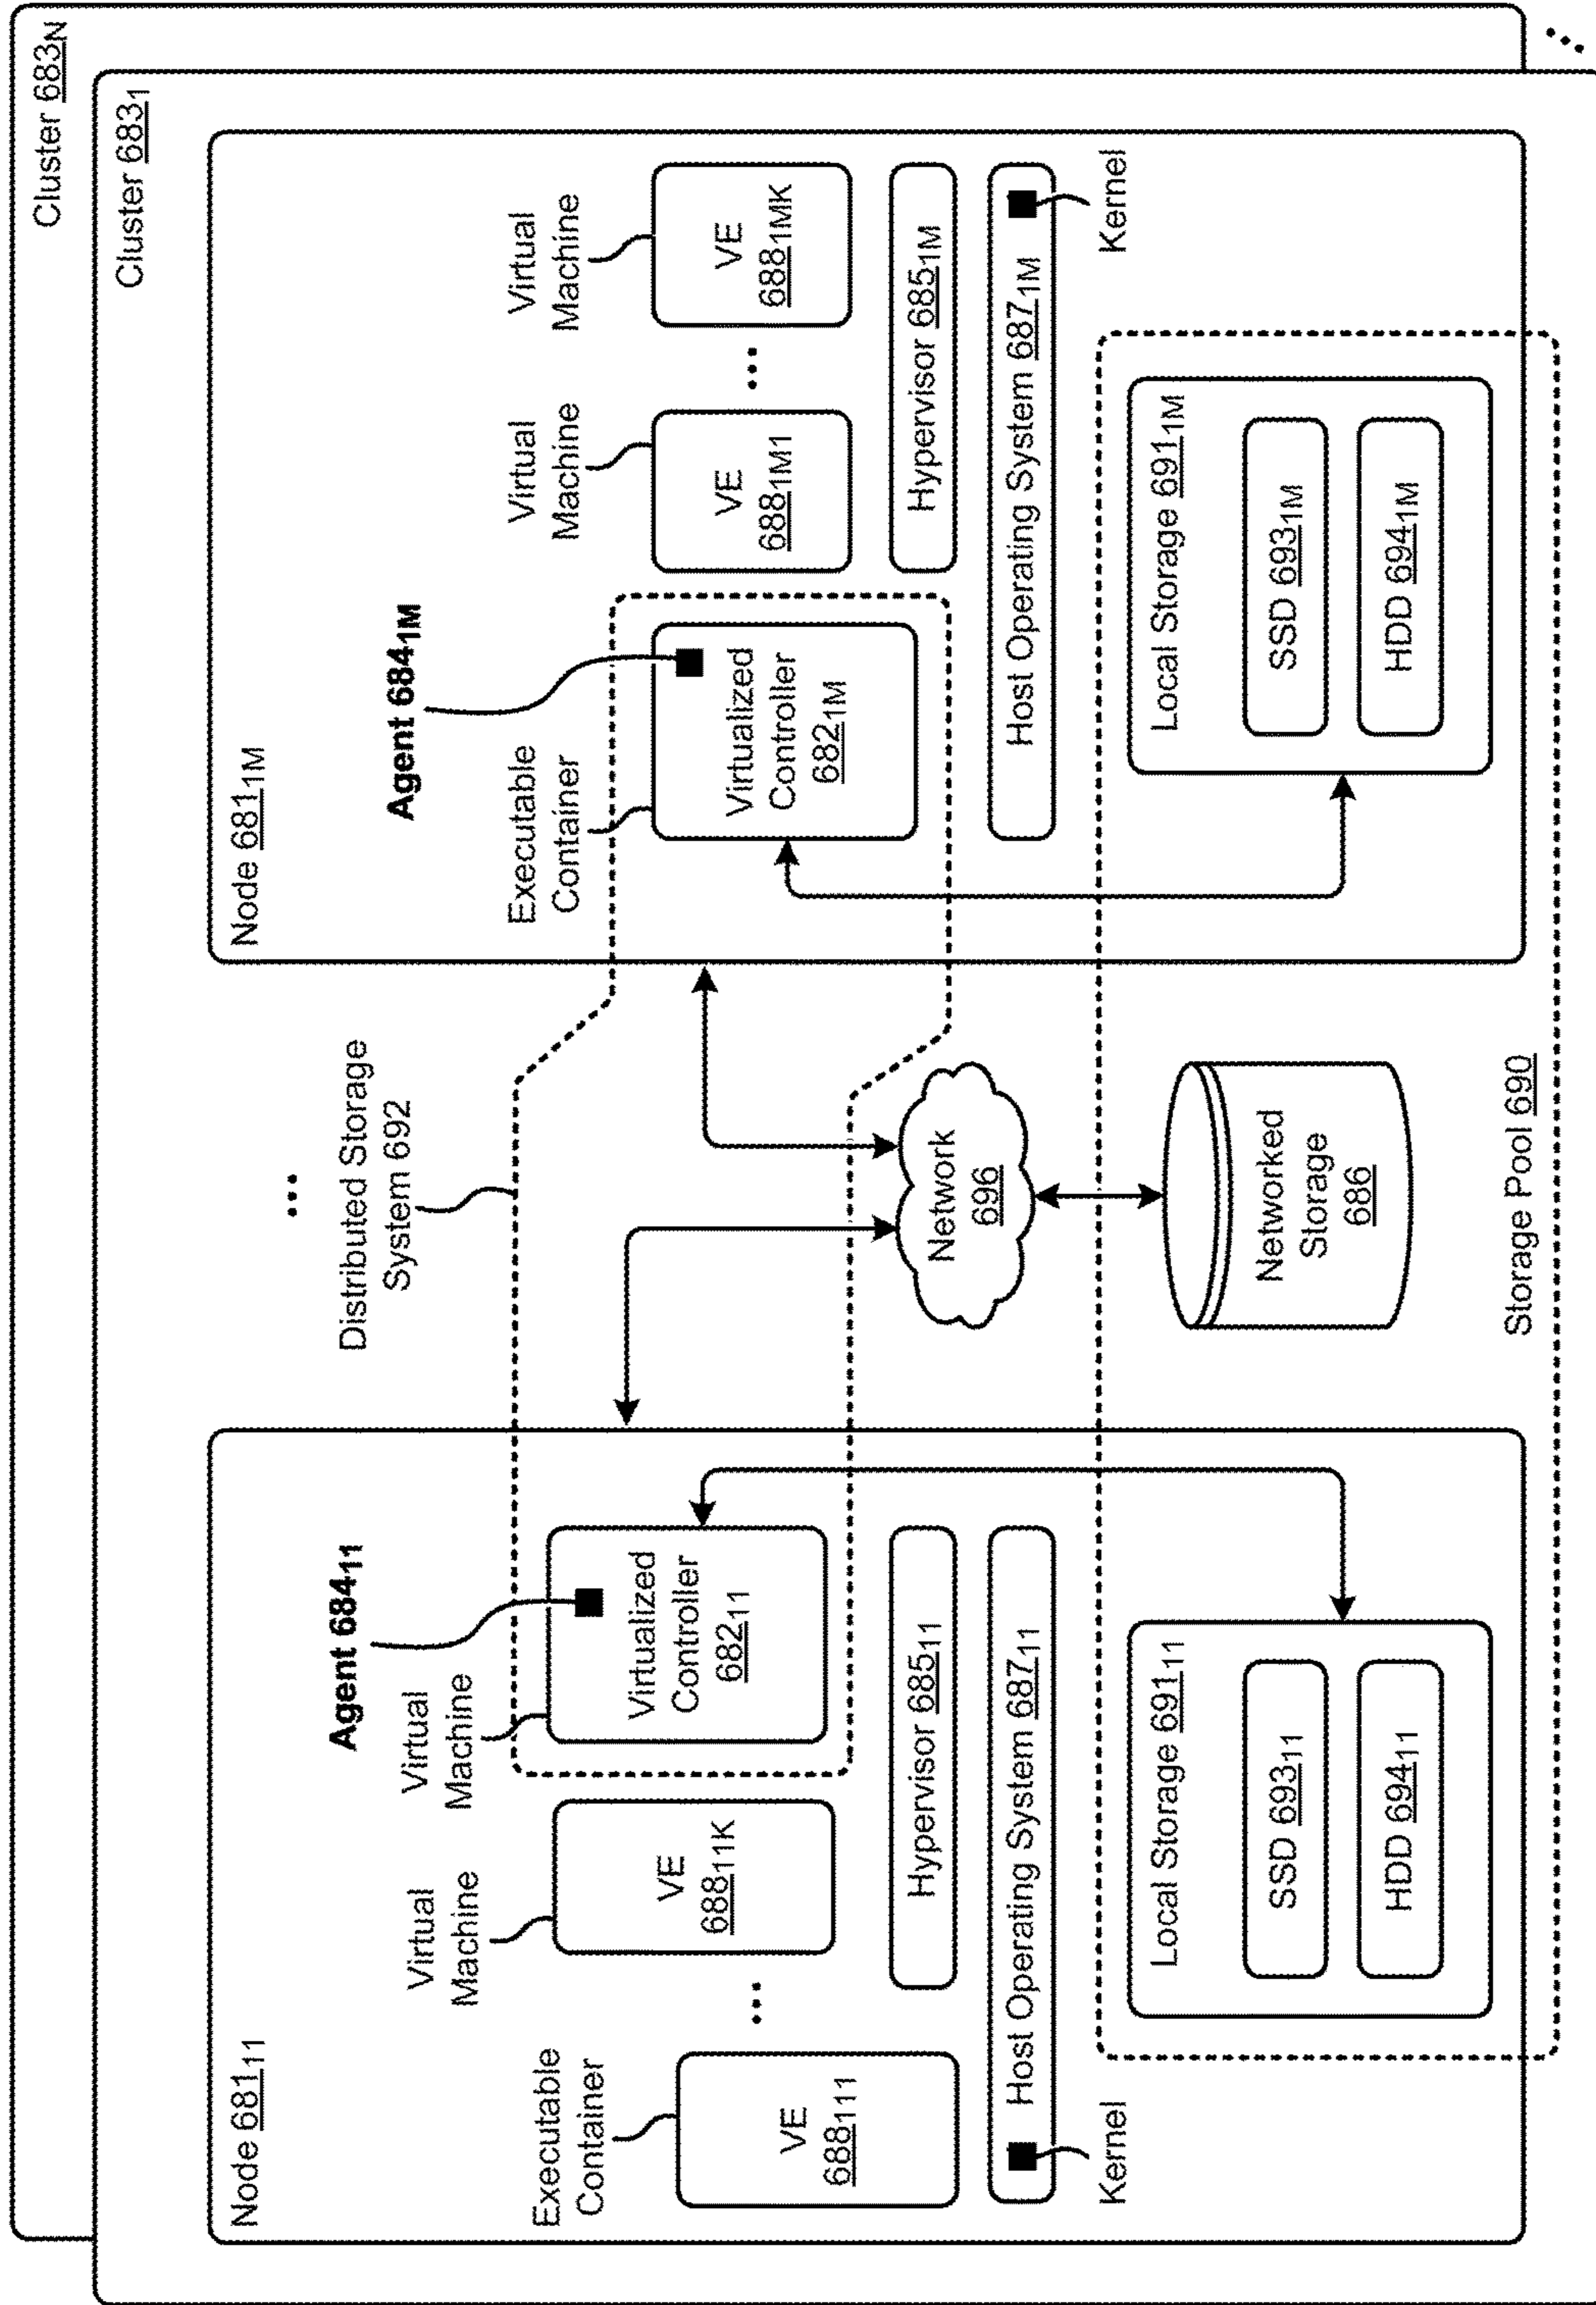 Cluster 683N
Cluster 6831
Node 68111
Agent 68411
Virtual
Machine
Virtual
Machine
Executable
Container
Virtualized
Controller
68211
VE
68811K
VE
688111
...
Hypervisor 68511
Host Operating System 68711
Kernel
Local Storage 69111
SSD 69311
HDD 69411
...
Distributed Storage
System 692
Network
696
Networked
Storage
686
Storage Pool 690
Node 6811M
Agent 6841M
Executable
Container
Virtual
Machine
Virtual
Machine
Virtualized
Controller
6821M
VE
6881M1
...
VE
6881MK
Hypervisor 6851M
Host Operating System 6871M
Kernel
Local Storage 6911M
SSD 6931M
HDD 6941M
...